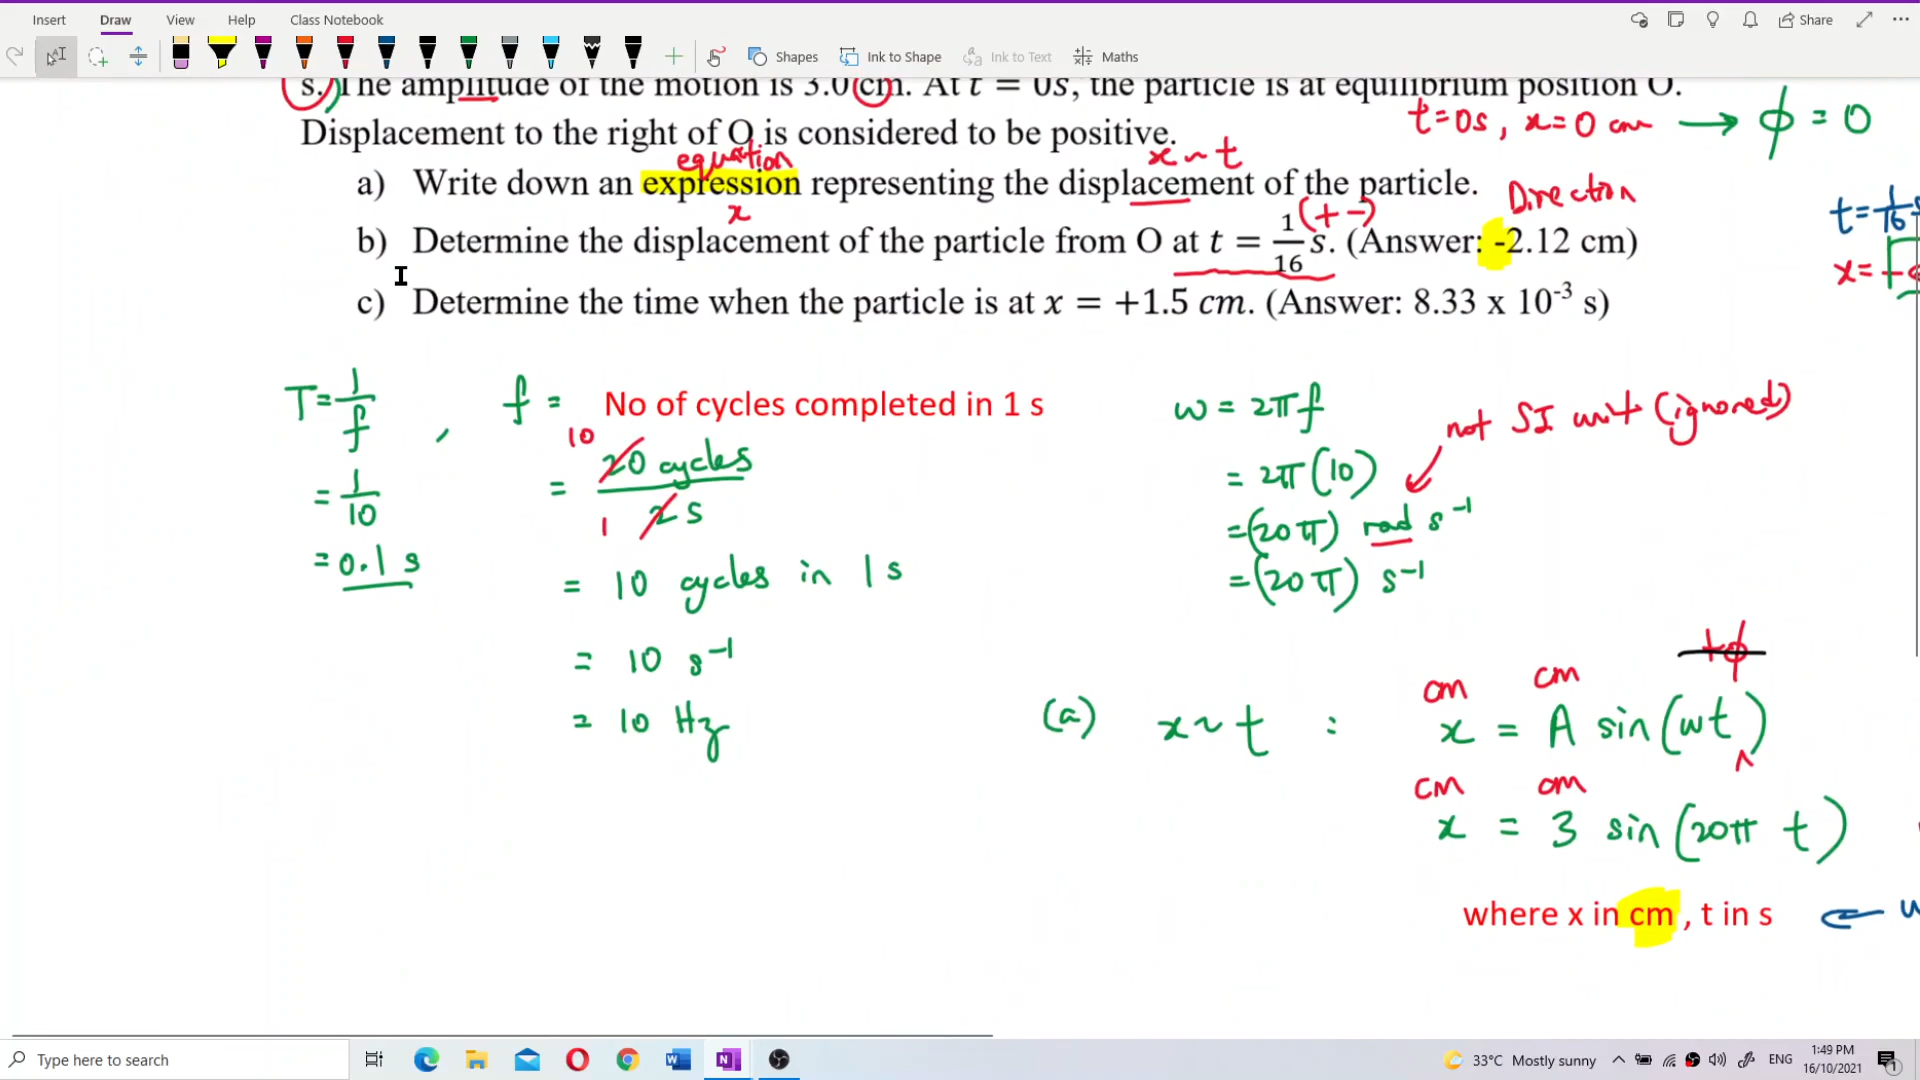 Insert Draw View Help Class Notebook Share
Shapes Ink to Shape Ink to Text Maths
s. The amplitude of the motion is 3.0 cm. At t = 0s, the particle is at equilibrium position O.
t=0s, x=0 cm → ϕ = 0
Displacement to the right of O is considered to be positive.
equation
x ~ t
a) Write down an expression representing the displacement of the particle.
Direction
x
(+ -)
t=1/16 s
b) Determine the displacement of the particle from O at t = 1/16 s. (Answer: -2.12 cm)
x=
c) Determine the time when the particle is at x = +1.5 cm. (Answer: 8.33 x 10⁻³ s)
T=1/f , f = No of cycles completed in 1 s
ω = 2πf
not SI unit (ignored)
10
= 1/10
= 20 cycles / 2 s
1
= 2π(10)
= (20π) rad s⁻¹
= 0.1 s
= 10 cycles in 1 s
= (20π) s⁻¹
= 10 s⁻¹
+ϕ
cm cm
= 10 Hz
(a) x ~ t : x = A sin(ωt )
cm cm
x = 3 sin(20π t)
where x in cm , t in s
Type here to search
33°C Mostly sunny
ENG
1:49 PM
16/10/2021